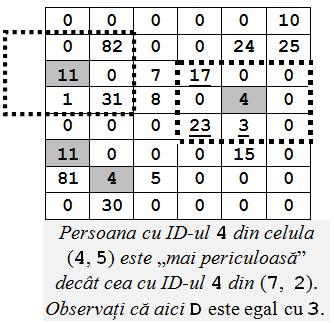 0 0 0 0 0 10
0 82 0 0 24 25
11 0 7 17 0 0
1 31 8 0 4 0
0 0 0 23 3 0
11 0 0 0 15 0
81 4 5 0 0 0
0 30 0 0 0 0
Persoana cu ID-ul 4 din celula
(4, 5) este „mai periculoasă”
decât cea cu ID-ul 4 din (7, 2).
Observați că aici D este egal cu 3.